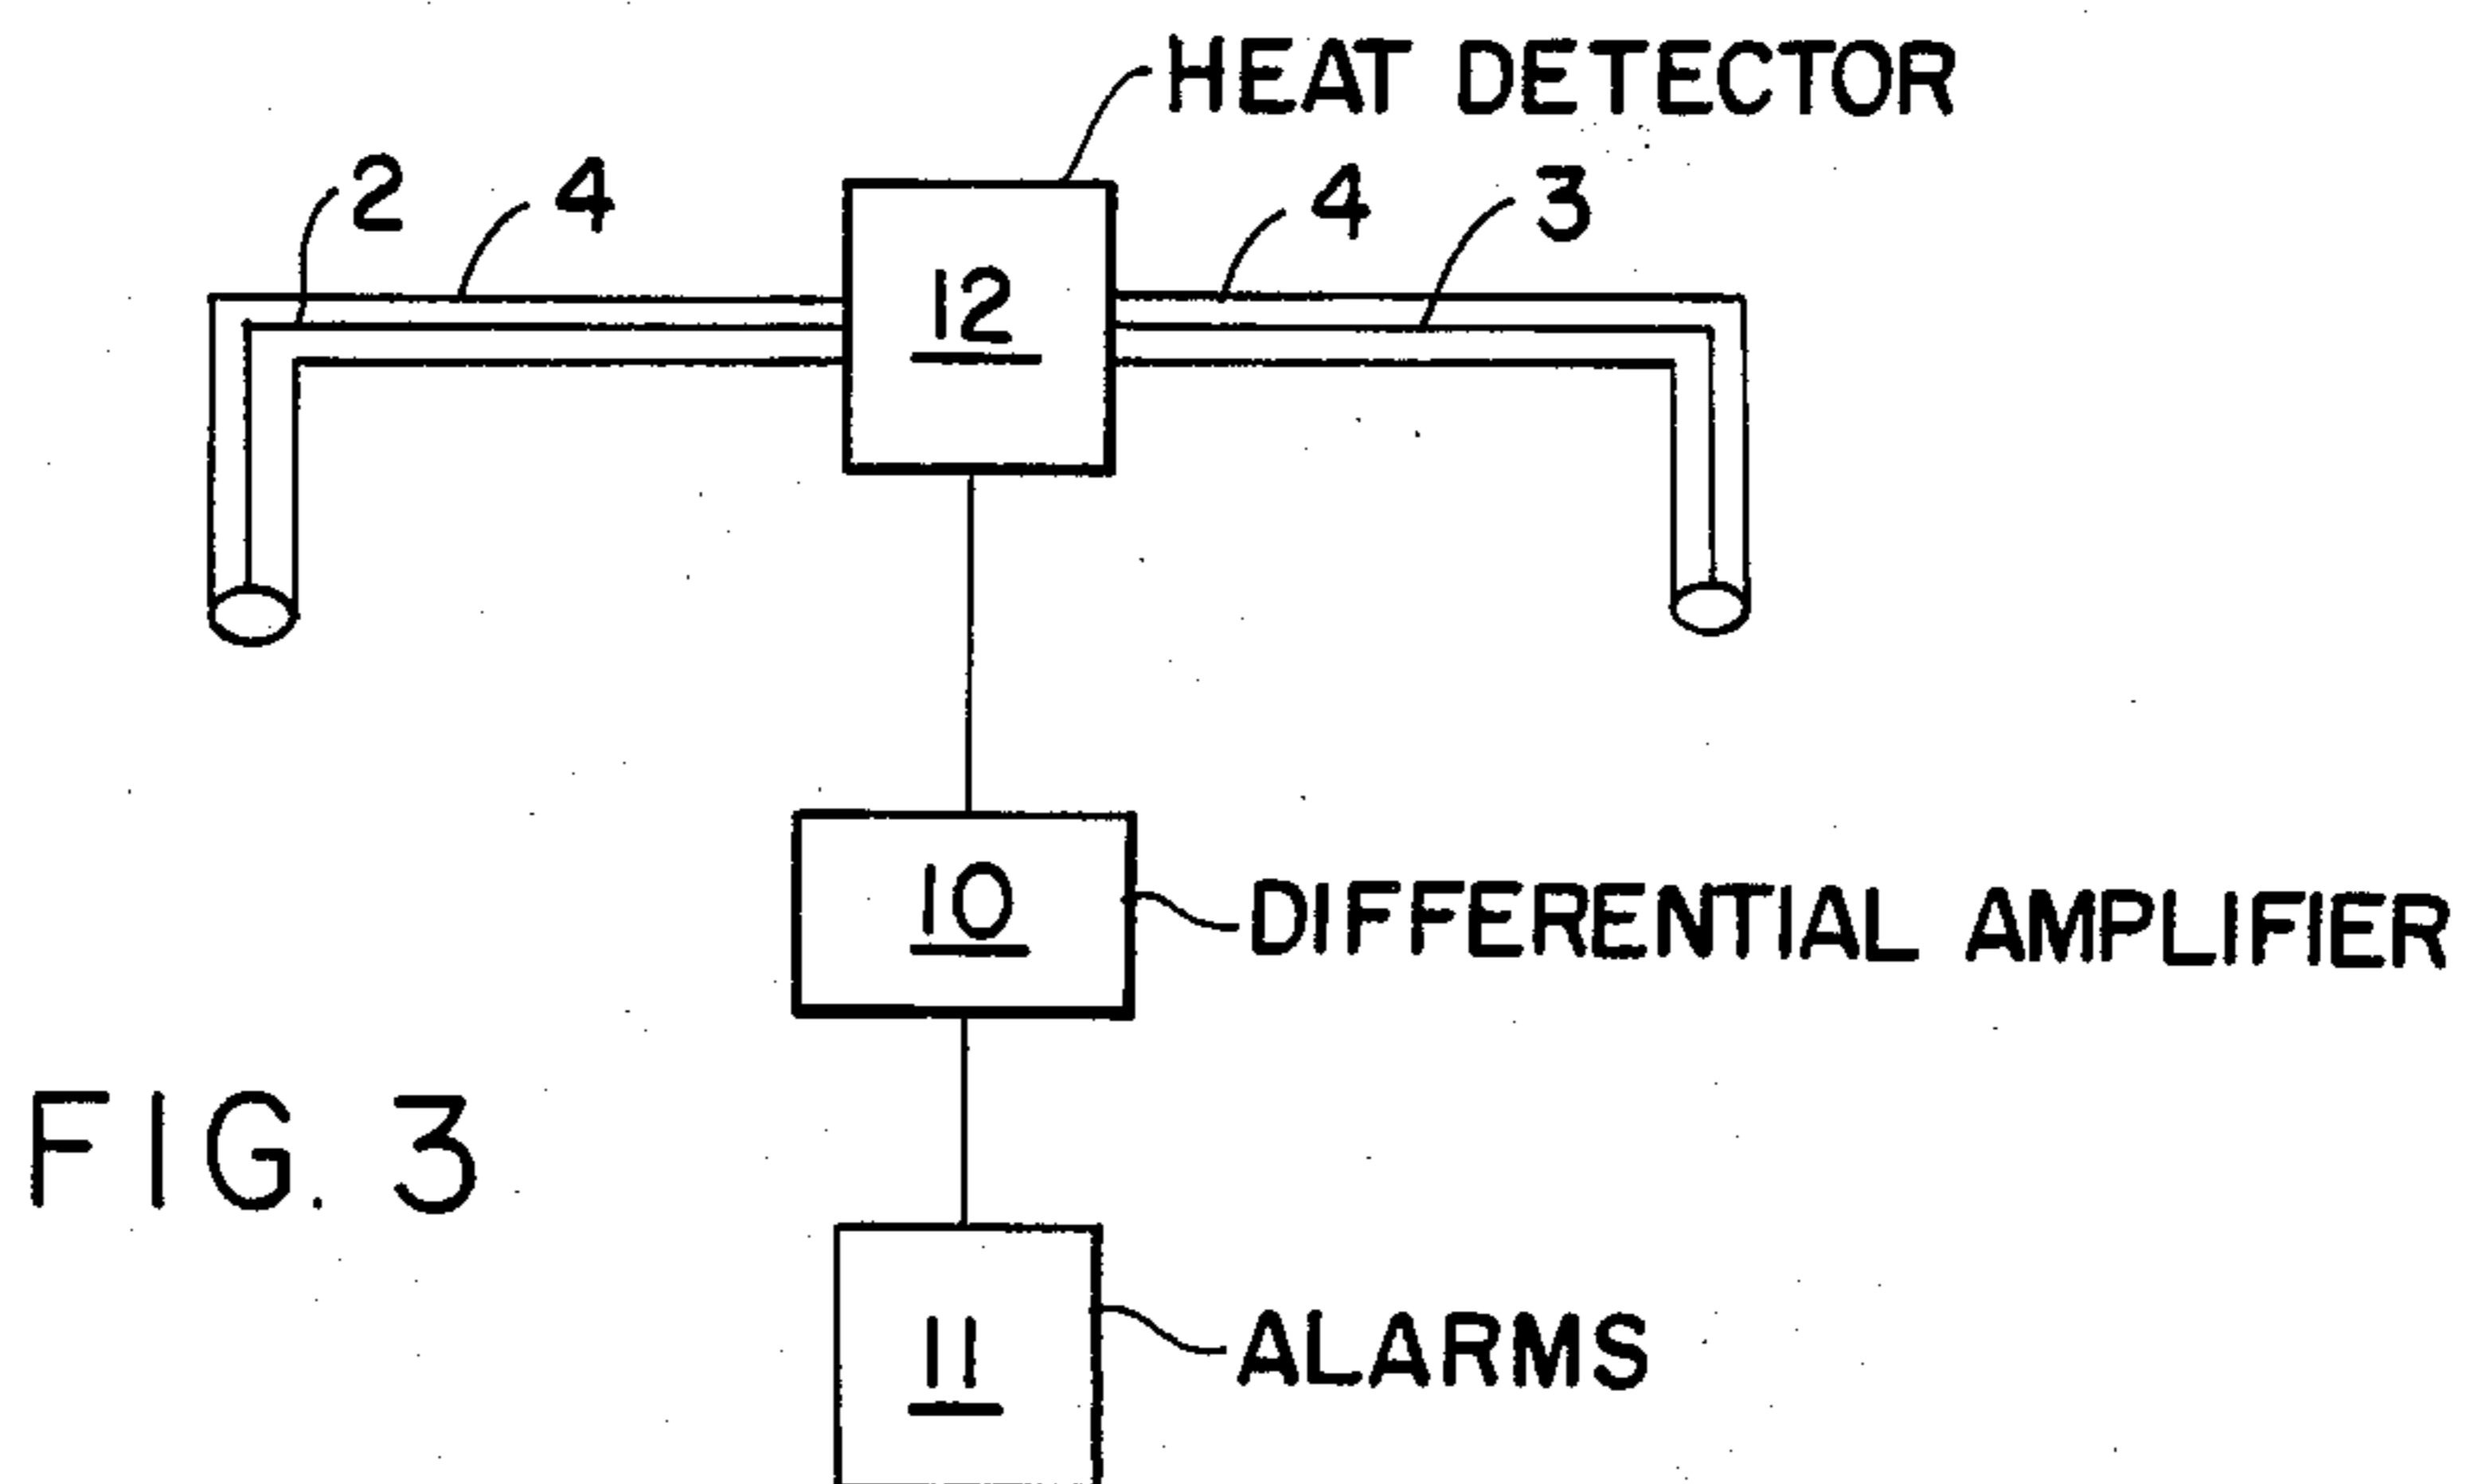 HEAT DETECTOR
2 4 4 3
12
10
DIFFERENTIAL AMPLIFIER
FIG. 3
11
ALARMS